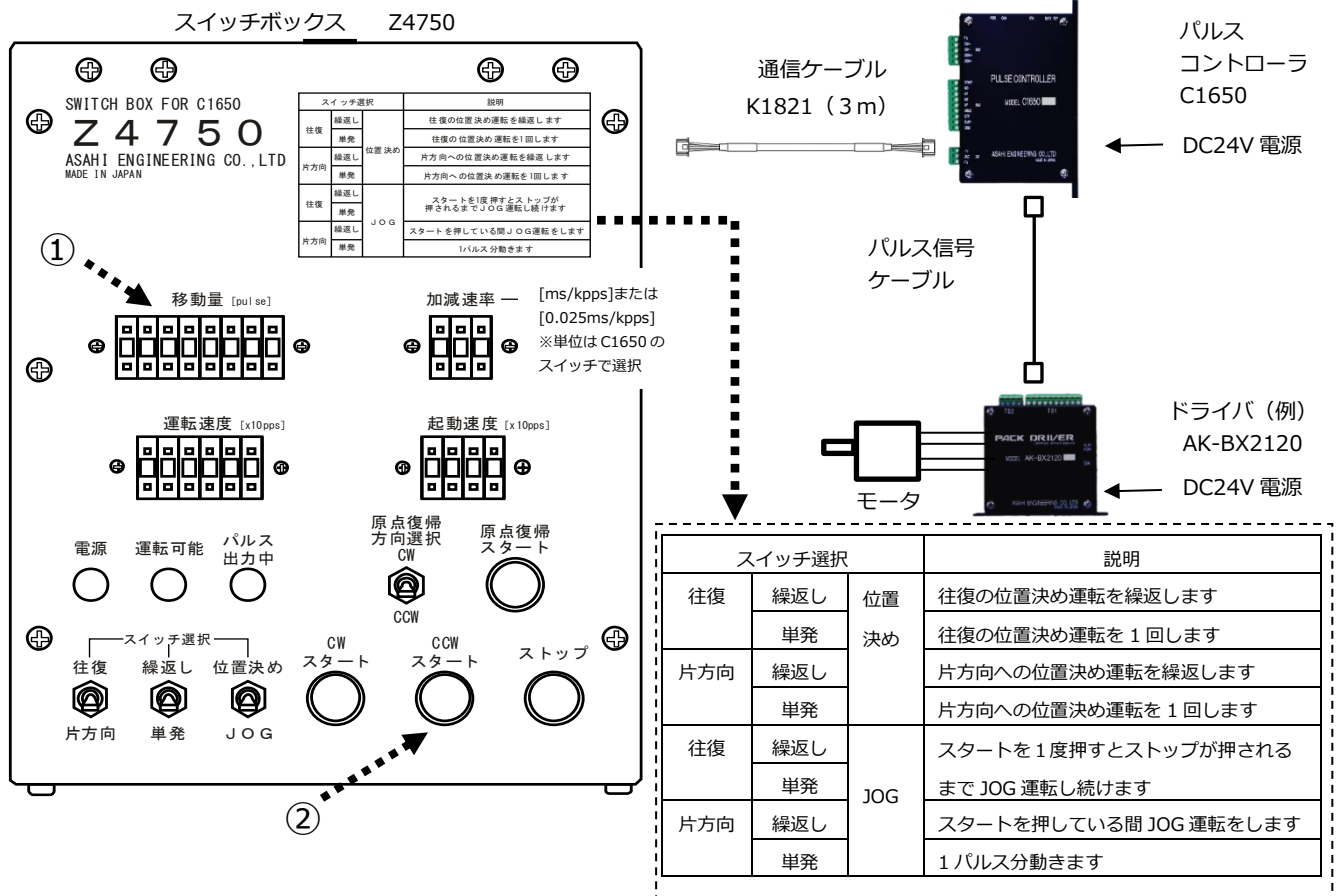 スイッチボックス Z4750
SWITCH BOX FOR C1650
Z4750
ASAHI ENGINEERING CO.,LTD
MADE IN JAPAN
スイッチ選択 説明
往復 繰返し 位置決め 往復の位置決め運転を繰返します
単発 往復の位置決め運転を1回します
片方向 繰返し 片方向への位置決め運転を繰返します
単発 片方向への位置決め運転を1回します
往復 繰返し JOG スタートを1度押すとストップが
単発 押されるまでJOG運転し続けます
片方向 繰返し スタートを押している間JOG運転をします
単発 1パルス分動きます
①
移動量 [pulse]
加減速率
[ms/kpps]または
[0.025ms/kpps]
※単位は C1650 の
スイッチで選択
運転速度 [x10pps]
起動速度 [x10pps]
電源
運転可能
パルス
出力中
原点復帰
方向選択
CW
CCW
原点復帰
スタート
スイッチ選択
往復
片方向
繰返し
単発
位置決め
JOG
CW
スタート
CCW
スタート
ストップ
②
通信ケーブル
K1821（3ｍ）
PULSE CONTROLLER
MODEL C1650
ASAHI ENGINEERING CO.,LTD
パルス
コントローラ
C1650
DC24V 電源
パルス信号
ケーブル
モータ
TS2 TS1
PACK DRIVER
MODEL AK-BX2120
ASAHI ENGINEERING CO.,LTD
ドライバ（例）
AK-BX2120
DC24V 電源
スイッチ選択 説明
往復 繰返し 位置 往復の位置決め運転を繰返します
単発 決め 往復の位置決め運転を 1 回します
片方向 繰返し 片方向への位置決め運転を繰返します
単発 片方向への位置決め運転を 1 回します
往復 繰返し スタートを１度押すとストップが押される
単発 JOG まで JOG 運転し続けます
片方向 繰返し スタートを押している間 JOG 運転をします
単発 1 パルス分動きます